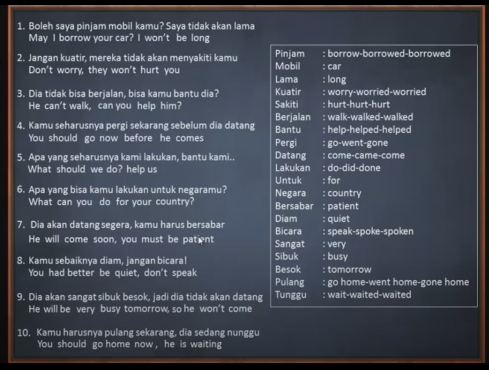 1. Boleh saya pinjam mobil kamu? Saya tidak akan lama
May I borrow your car? I won't be long
2. Jangan kuatir, mereka tidak akan menyakiti kamu
Don't worry, they won't hurt you
3. Dia tidak bisa berjalan, bisa kamu bantu dia?
He can't walk, can you help him?
4. Kamu seharusnya pergi sekarang sebelum dia datang
You should go now before he comes
5. Apa yang seharusnya kami lakukan, bantu kami..
What should we do? help us
6. Apa yang bisa kamu lakukan untuk negaramu?
What can you do for your country?
7. Dia akan datang segera, kamu harus bersabar
He will come soon, you must be patient
8. Kamu sebaiknya diam, jangan bicara!
You had better be quiet, don't speak
9. Dia akan sangat sibuk besok, jadi dia tidak akan datang
He will be very busy tomorrow, so he won't come
10. Kamu harusnya pulang sekarang, dia sedang nunggu
You should go home now , he is waiting
Pinjam : borrow-borrowed-borrowed
Mobil : car
Lama : long
Kuatir : worry-worried-worried
Sakiti : hurt-hurt-hurt
Berjalan : walk-walked-walked
Bantu : help-helped-helped
Pergi : go-went-gone
Datang : come-came-come
Lakukan : do-did-done
Untuk : for
Negara : country
Bersabar : patient
Diam : quiet
Bicara : speak-spoke-spoken
Sangat : very
Sibuk : busy
Besok : tomorrow
Pulang : go home-went home-gone home
Tunggu : wait-waited-waited